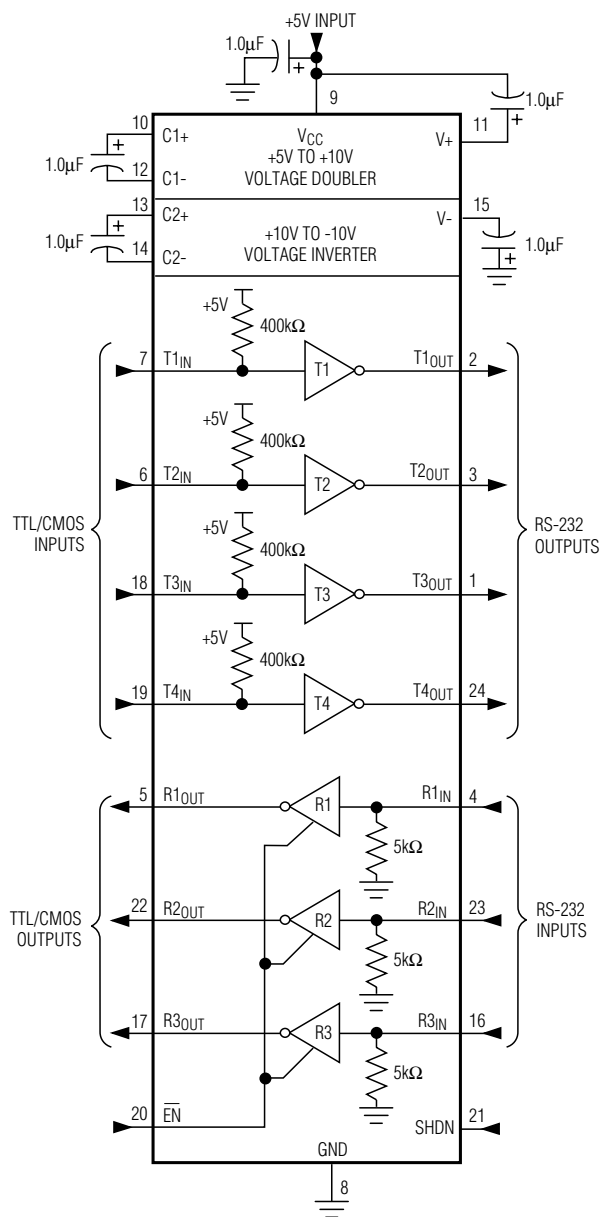 +5V INPUT
1.0µF
+
9
+
1.0µF
10
C1+
VCC
11
V+
+
1.0µF
+5V TO +10V
12
C1-
VOLTAGE DOUBLER
13
C2+
15
V-
+
1.0µF
+10V TO -10V
14
C2-
VOLTAGE INVERTER
1.0µF
+
+5V
400kΩ
7
T1IN
T1
T1OUT
2
+5V
400kΩ
6
T2IN
T2
T2OUT
3
TTL/CMOS
INPUTS
RS-232
OUTPUTS
+5V
400kΩ
18
T3IN
T3
T3OUT
1
+5V
400kΩ
19
T4IN
T4
T4OUT
24
5
R1OUT
R1
R1IN
4
5kΩ
22
R2OUT
R2
R2IN
23
TTL/CMOS
OUTPUTS
RS-232
INPUTS
5kΩ
17
R3OUT
R3
R3IN
16
5kΩ
20
EN
21
SHDN
GND
8